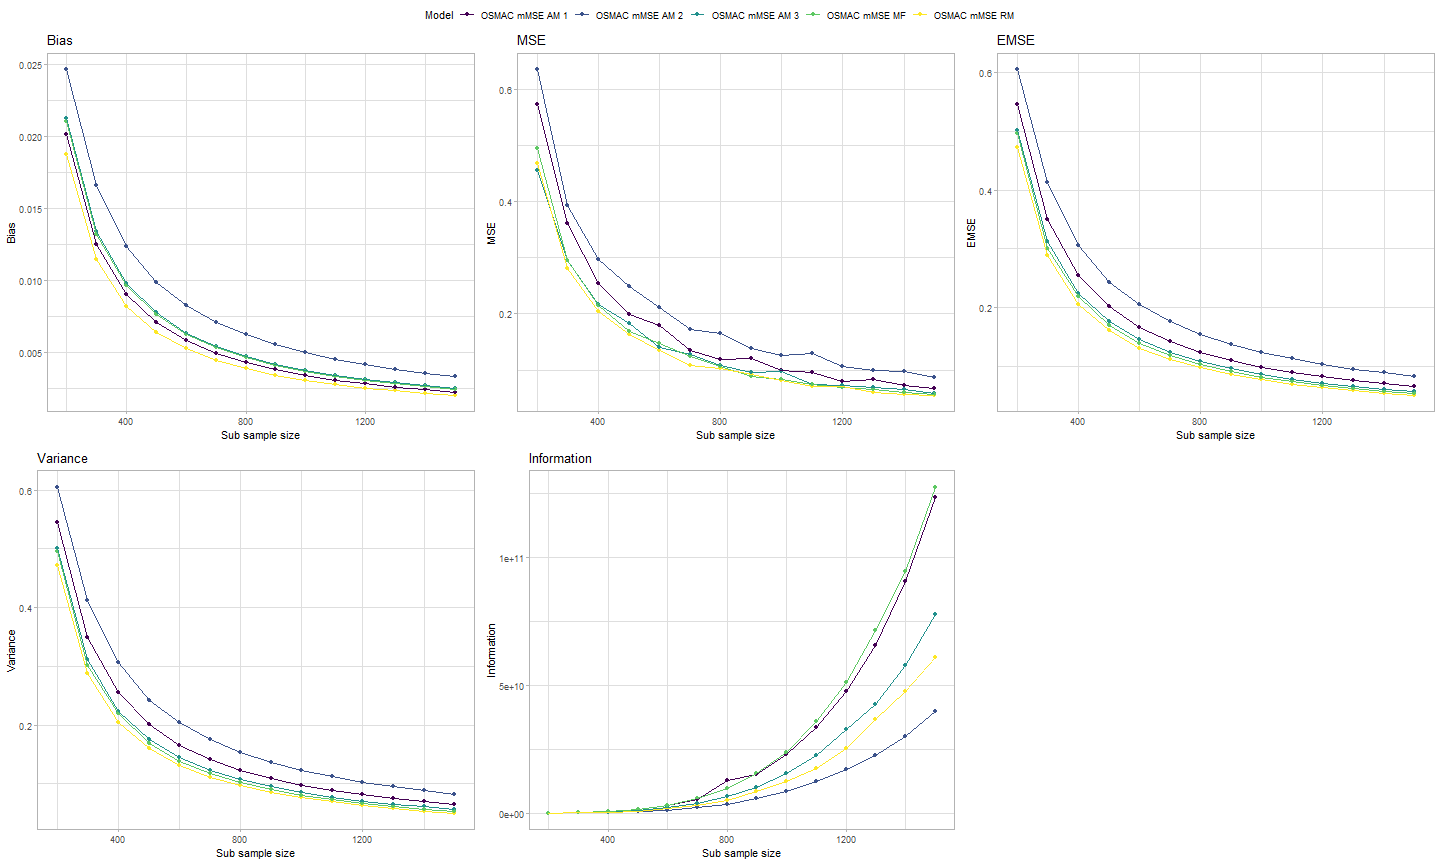 Model OSMAC mMSE AM 1 OSMAC mMSE AM 2 OSMAC mMSE AM 3 OSMAC mMSE MF OSMAC mMSE RM
Bias
0.025
0.020
0.015
0.010
0.005
Bias
400 1200
Sub sample size
MSE
0.6
0.4
0.2
MSE
400 1200
Sub sample size
EMSE
0.6
0.4
0.2
EMSE
400 1200
Sub sample size
Variance
0.6
0.4
0.2
Variance
400 800 1200
Sub sample size
Information
1e+11
5e+10
0e+00
Information
400 800 1200
Sub sample size